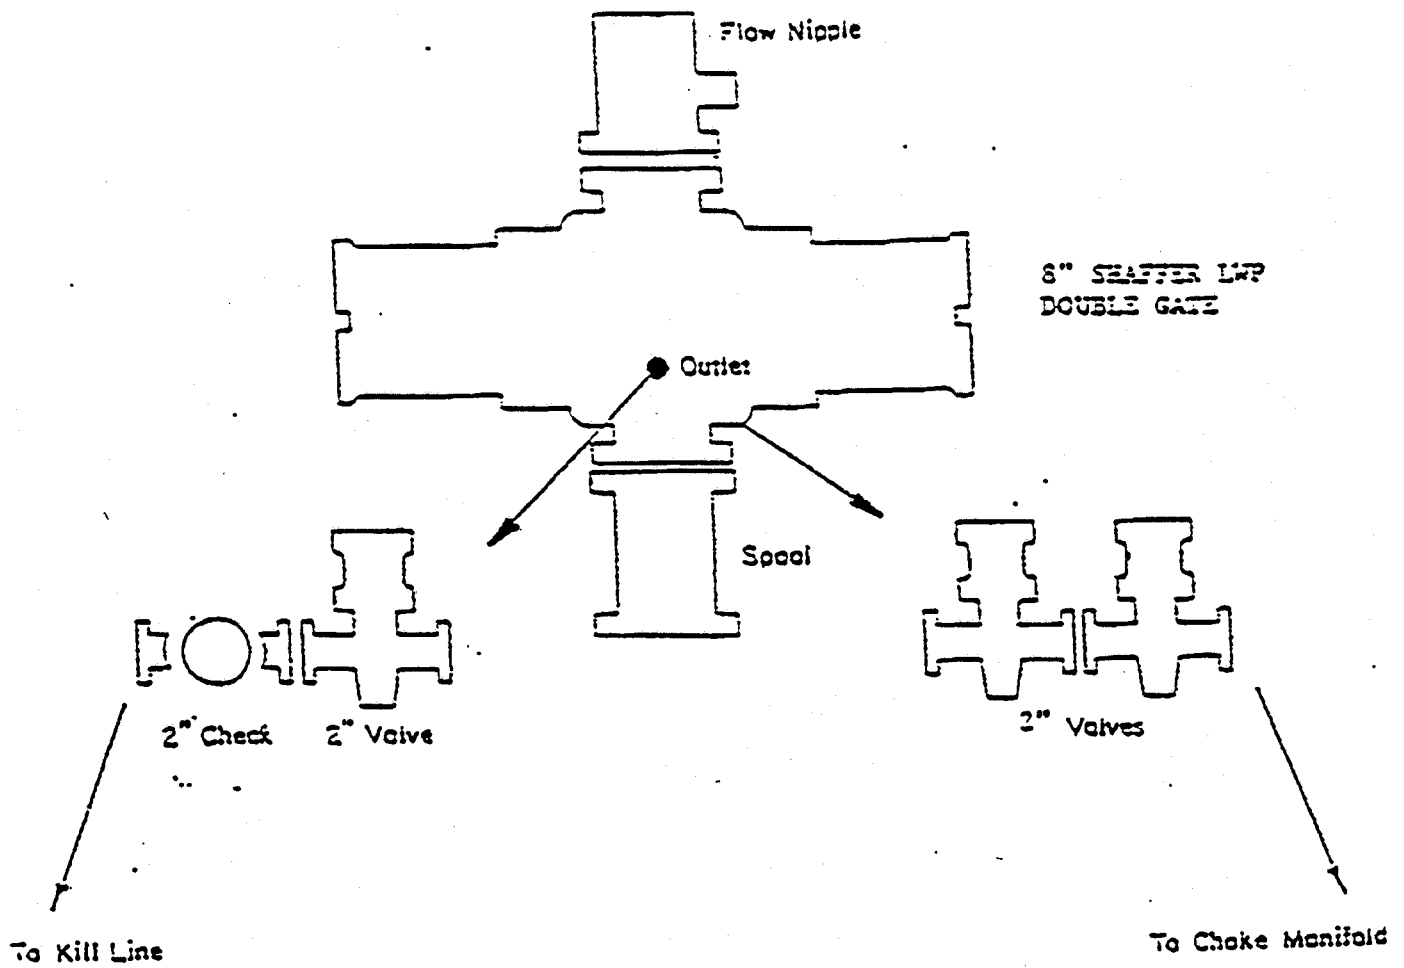 Flow Nipple
8" SHAFFER LWP
DOUBLE GATE
Outlet
Spool
2" Check
2" Valve
2" Valves
To Kill Line
To Choke Manifold